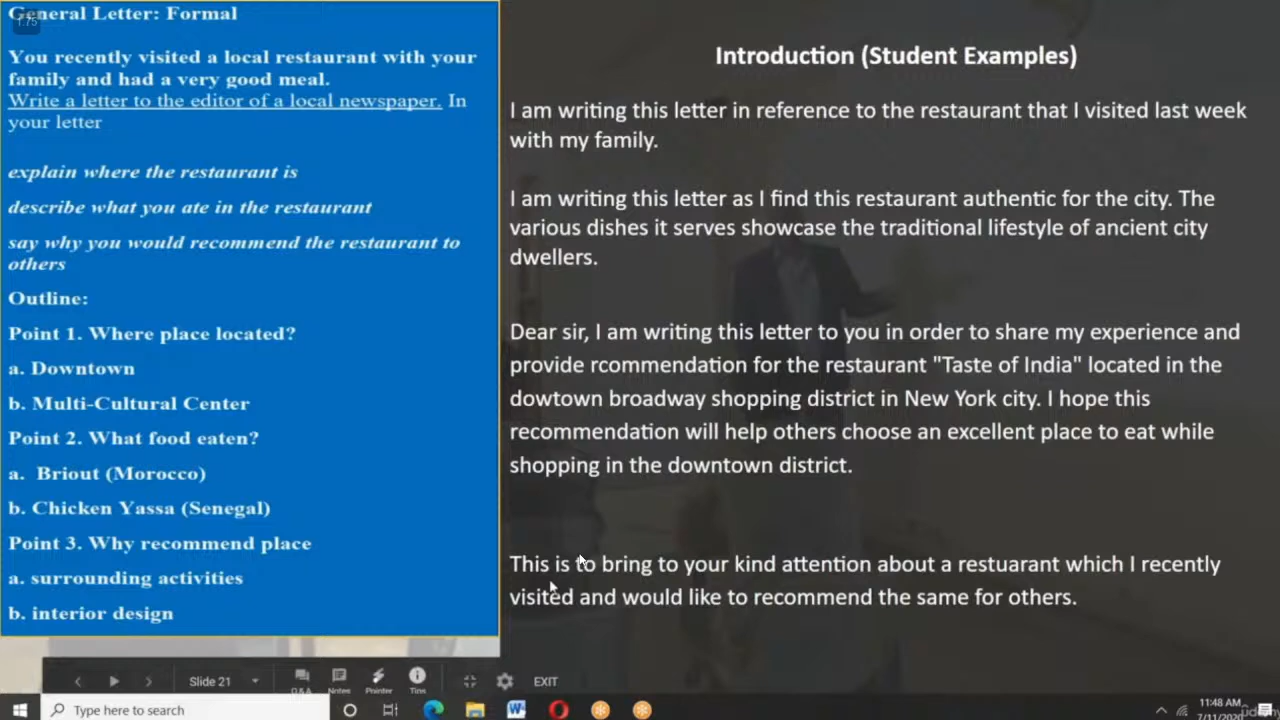 General Letter: Formal
1.75
You recently visited a local restaurant with your
family and had a very good meal.
Write a letter to the editor of a local newspaper. In
your letter
explain where the restaurant is
describe what you ate in the restaurant
say why you would recommend the restaurant to
others
Outline:
Point 1. Where place located?
a. Downtown
b. Multi-Cultural Center
Point 2. What food eaten?
a. Briout (Morocco)
b. Chicken Yassa (Senegal)
Point 3. Why recommend place
a. surrounding activities
b. interior design
Introduction (Student Examples)
I am writing this letter in reference to the restaurant that I visited last week
with my family.
I am writing this letter as I find this restaurant authentic for the city. The
various dishes it serves showcase the traditional lifestyle of ancient city
dwellers.
Dear sir, I am writing this letter to you in order to share my experience and
provide rcommendation for the restaurant "Taste of India" located in the
dowtown broadway shopping district in New York city. I hope this
recommendation will help others choose an excellent place to eat while
shopping in the downtown district.
This is to bring to your kind attention about a restuarant which I recently
visited and would like to recommend the same for others.
Slide 21
Q&A
Notes
Pointer
Tips
EXIT
Type here to search
11:48 AM
7/11/2020